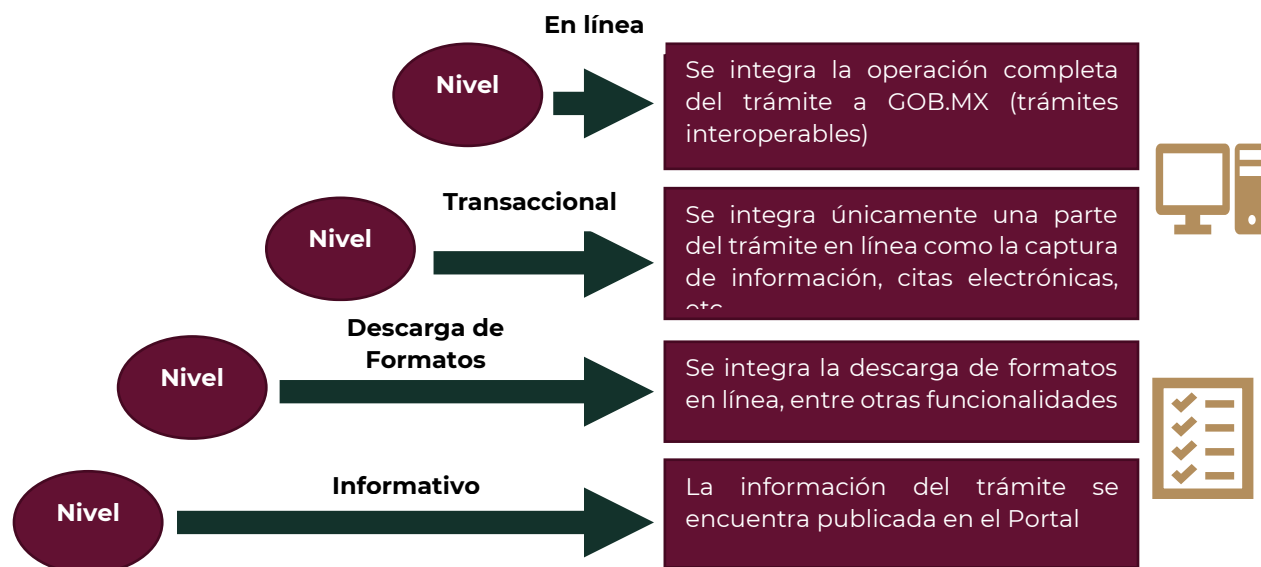 En línea
Nivel
Se integra la operación completa
del trámite a GOB.MX (trámites
interoperables)
Transaccional
Nivel
Se integra únicamente una parte
del trámite en línea como la captura
de información, citas electrónicas,
etc
Descarga de
Formatos
Nivel
Se integra la descarga de formatos
en línea, entre otras funcionalidades
Informativo
Nivel
La información del trámite se
encuentra publicada en el Portal